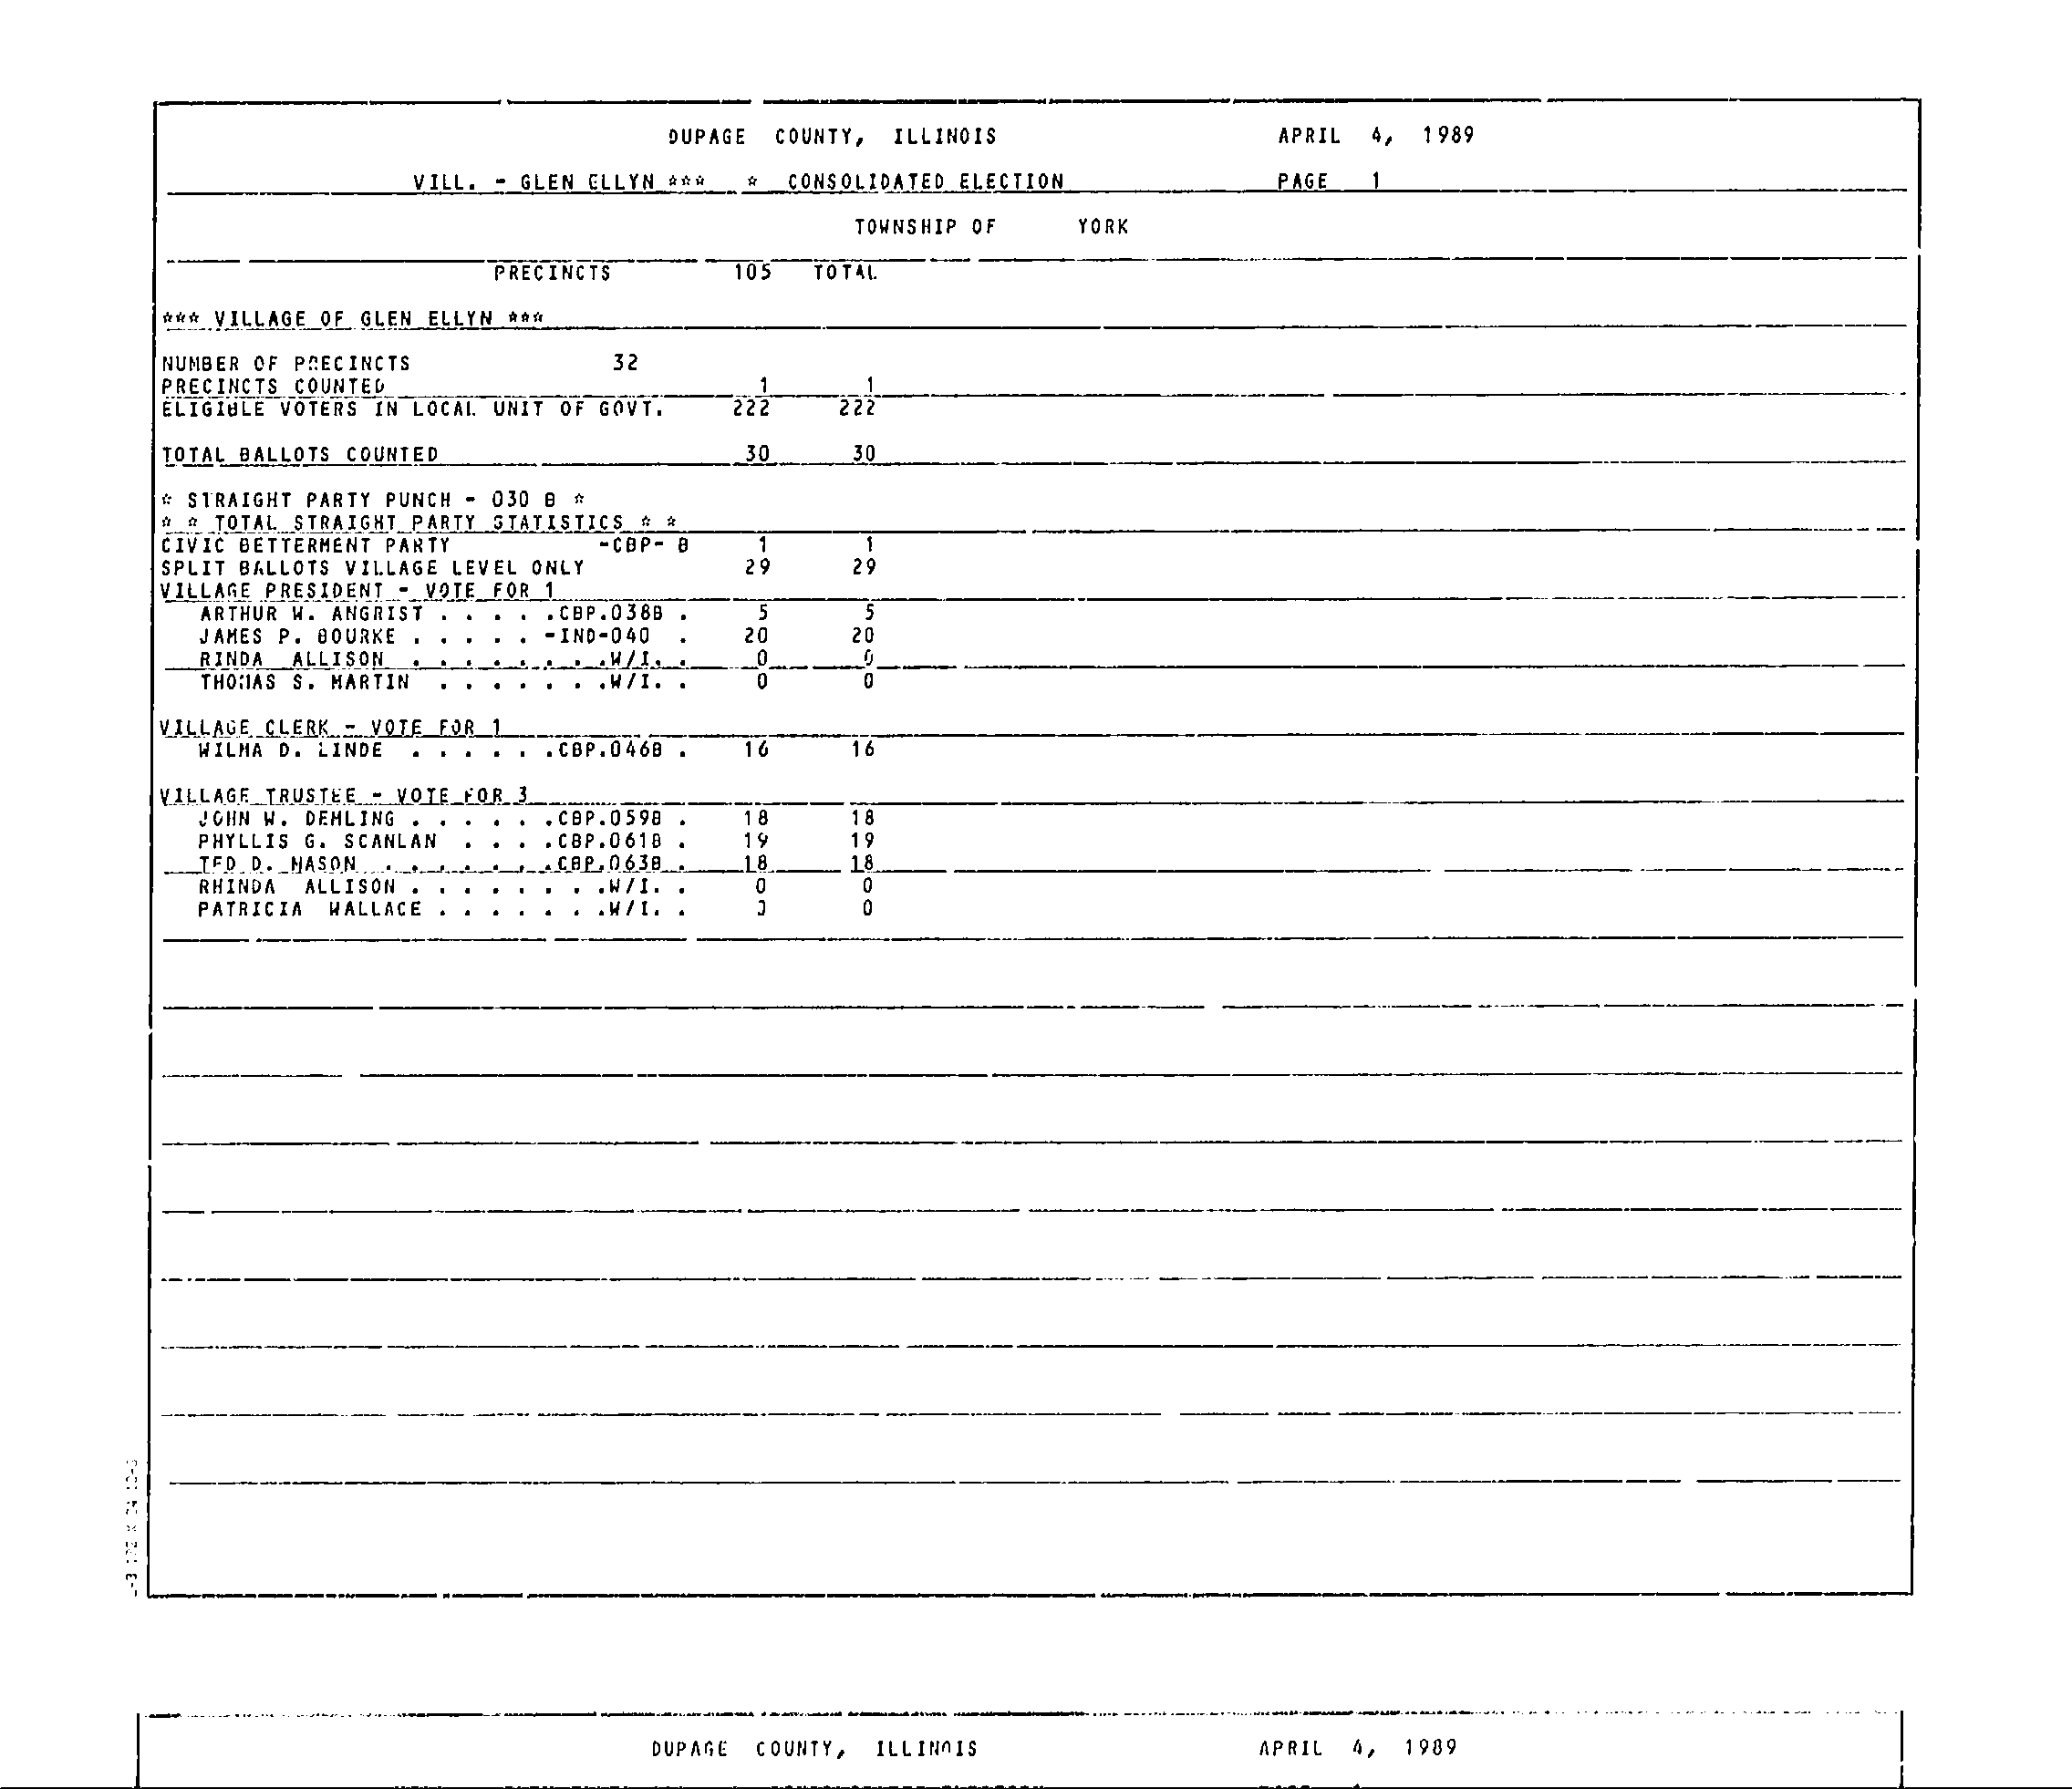 DUPAGE COUNTY, ILLINOIS APRIL 4, 1989
VILL. - GLEN ELLYN *** * CONSOLIDATED ELECTION PAGE 1
TOWNSHIP OF YORK
PRECINCTS 105 TOTAL
*** VILLAGE OF GLEN ELLYN ***
NUMBER OF PRECINCTS 32
PRECINCTS COUNTED 1 1
ELIGIBLE VOTERS IN LOCAL UNIT OF GOVT. 222 222
TOTAL BALLOTS COUNTED 30 30
* STRAIGHT PARTY PUNCH - 030 B *
* * TOTAL STRAIGHT PARTY STATISTICS * *
CIVIC BETTERMENT PARTY -CBP- B 1 1
SPLIT BALLOTS VILLAGE LEVEL ONLY 29 29
VILLAGE PRESIDENT - VOTE FOR 1
ARTHUR W. ANGRIST . . . . .CBP.038B . 5 5
JAMES P. BOURKE . . . . . -IND-040 . 20 20
RINDA ALLISON . . . . . . . .W/I. . 0 0
THOMAS S. MARTIN . . . . . . .W/I. . 0 0
VILLAGE CLERK - VOTE FOR 1
WILMA D. LINDE . . . . . .CBP.046B . 16 16
VILLAGE TRUSTEE - VOTE FOR 3
JOHN W. DEMLING . . . . . .CBP.059B . 18 18
PHYLLIS G. SCANLAN . . . .CBP.061B . 19 19
TED D. MASON . . . . . . .CBP.063B . 18 18
RHINDA ALLISON . . . . . . . .W/I. . 0 0
PATRICIA WALLACE . . . . . . .W/I. . 0 0
DUPAGE COUNTY, ILLINOIS APRIL 4, 1989